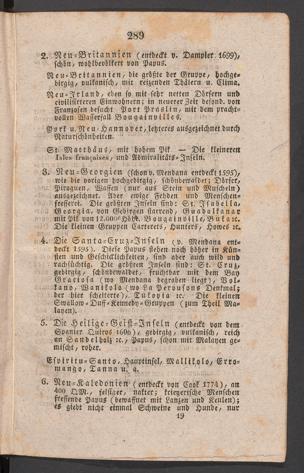 289
2. Neu-Britannien (entdeckt v. Dampier 1699),
schön, wohlbevölkert von Papus.
Neu-Britannien, die größte der Gruppe, hochge-
birgig, vulkanisch, mit reizenden Thälern u. Clima.
Neu-Irland, eben so mit sehr netten Dörfern und
civilisirteren Einwohnern; in neuerer Zeit besond. von
Franzosen besucht Port Praslin, mit dem pracht-
vollen Wasserfall Bougainvilles.
York u. Neu-Hannover, letzteres ausgezeichnet durch
Naturschönheiten.
St. Matthäus, mit hohem Pik. — Die kleineren
Isles françaises, und Admiralitäts-Inseln.
3. Neu-Georgien (schon v. Mendana entdeckt 1595),
wie die vorigen hochgebirgig, schönbewaldet; Dörfer,
Piroguen, Waffen (nur aus Stein und Muscheln)
ausgezeichnet. Aber ewige Fehden und Menschen-
fresserei. Die größten Inseln sind: St. Isabella,
Georgia, von Gebirgen starrend, Guadalkanar
mit Pik von 12.000 Höh. Bougainville, Buka ꝛc.
Die kleinen Gruppen Carterets, Hunters, Howes ꝛc.
4. Die Santa-Cruz-Inseln (v. Mendana ent-
deckt 1595). Diese Papus stehen noch höher in Kün-
sten und Geschicklichkeiten, sind aber auch wild und
rachsüchtig. Die größten Inseln sind: St. Cruz,
gebirgig, schönbewaldet, fruchtbar mit dem Bay
Graciosa (wo Mendana begraben liegt), Vol-
kano, Vanikolo (wo la Peyrousens Denkmal
der hier scheiterte), Tukopia ꝛc. Die kleinen
Swallow-Duff-Kennedy-Gruppen (schon).
5. Die Heilige-Geist-Inseln (entdeckt von dem
Spanier Quiros 1606), gebirgig, vulkanisch, reich
an Sandelholz ꝛc., Papus, schon mit Malayen ge-
mischt, roher.
Espiritu-Santo, Hauptinsel, Mallikolo, Erro-
mango, Tanna u. a.
6. Neu-Kaledonien (entdeckt von Cook 1774), an
400 Q.M., felsiger, nackter; kriegerische Menschen
fressende Papus (bewaffnet mit Lanzen und Keulen);
es giebt nicht einmal Schweine und Hunde, nur
19